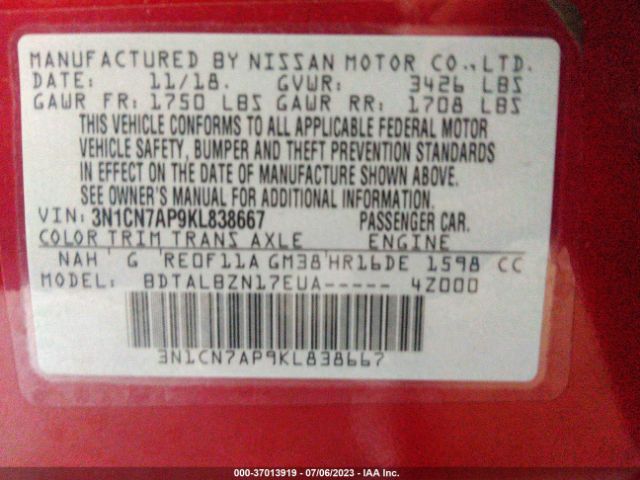 MANUFACTURED BY NISSAN MOTOR CO.,LTD.
DATE: 11/18. GVWR: 3426 LBS
GAWR FR: 1750 LBS GAWR RR: 1708 LBS
THIS VEHICLE CONFORMS TO ALL APPLICABLE FEDERAL MOTOR
VEHICLE SAFETY, BUMPER AND THEFT PREVENTION STANDARDS
IN EFFECT ON THE DATE OF MANUFACTURE SHOWN ABOVE.
SEE OWNER'S MANUAL FOR ADDITIONAL INFORMATION.
VIN: 3N1CN7AP9KL838667 PASSENGER CAR.
COLOR TRIM TRANS AXLE ENGINE
NAH G RE0F11A GM38 HR16DE 1598 CC
MODEL: BDTALBZN17EUA----- 4Z000
3N1CN7AP9KL838667
000-37013919 - 07/06/2023 - IAA Inc.